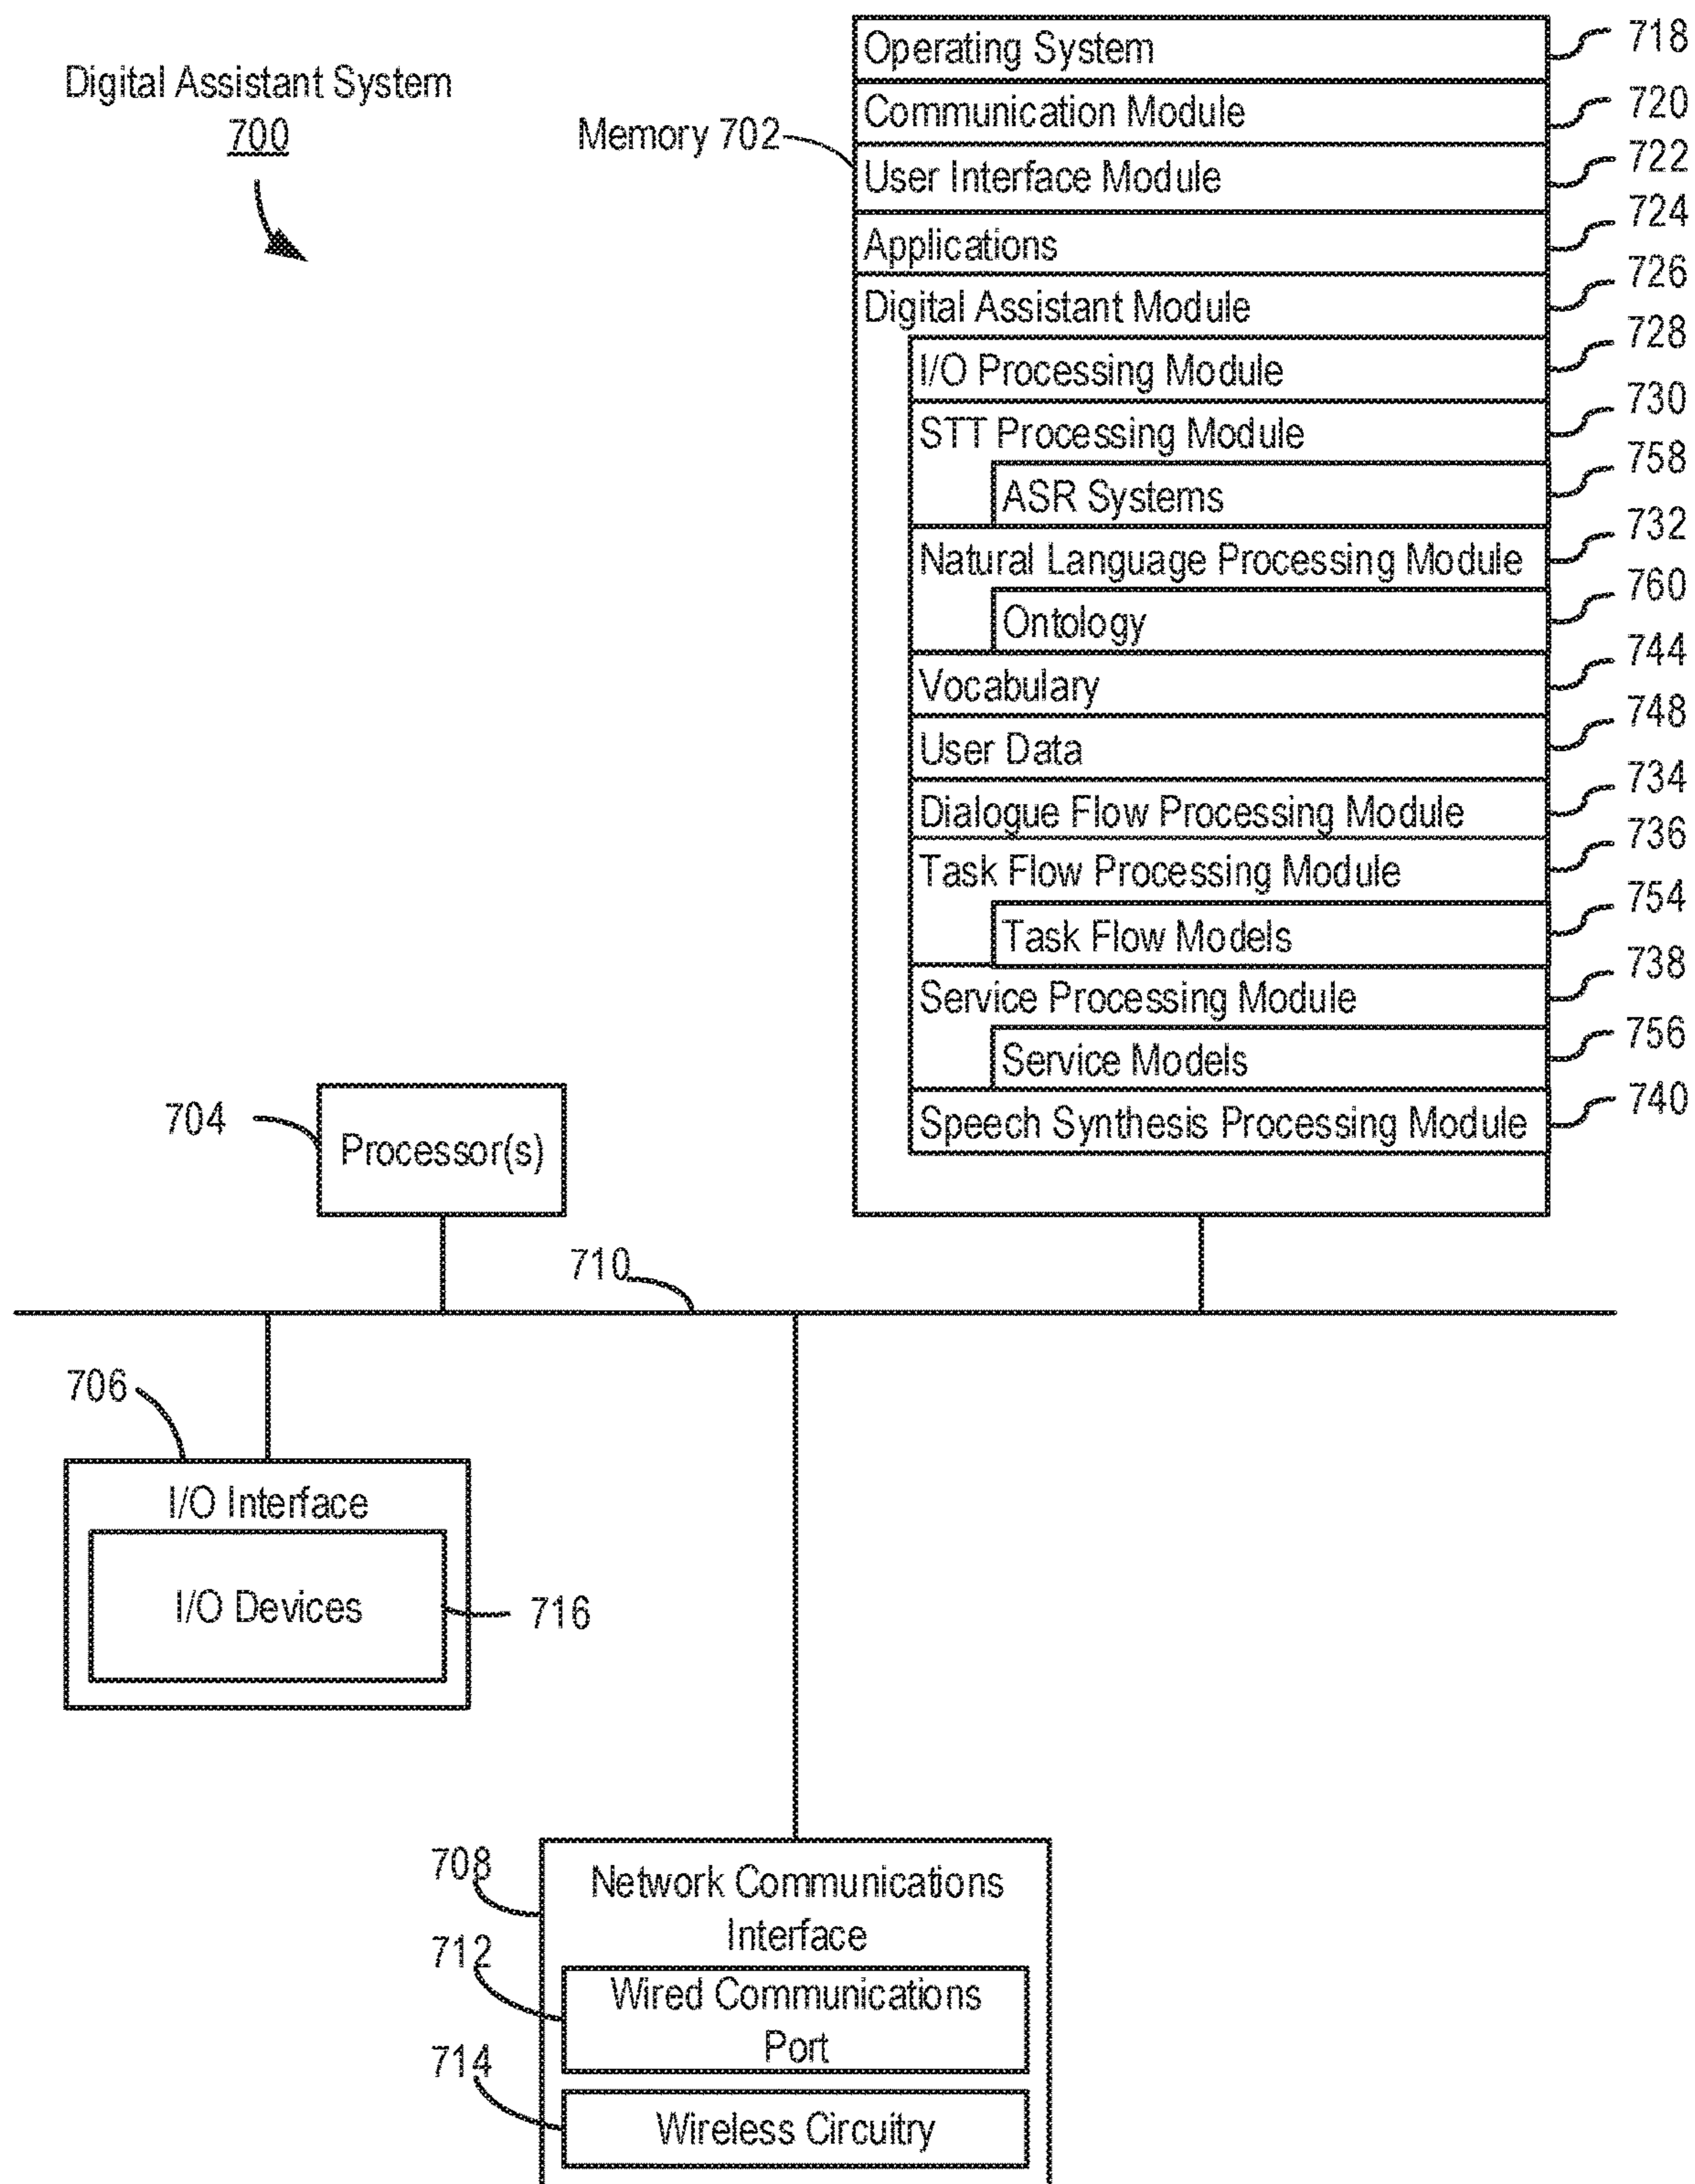 Digital Assistant System
700
Memory 702
Operating System 718
Communication Module 720
User Interface Module 722
Applications 724
Digital Assistant Module 726
I/O Processing Module 728
STT Processing Module 730
ASR Systems 758
Natural Language Processing Module 732
Ontology 760
Vocabulary 744
User Data 748
Dialogue Flow Processing Module 734
Task Flow Processing Module 736
Task Flow Models 754
Service Processing Module 738
Service Models 756
Speech Synthesis Processing Module 740
704
Processor(s)
710
706
I/O Interface
I/O Devices
716
708
Network Communications
Interface
712
Wired Communications
Port
714
Wireless Circuitry